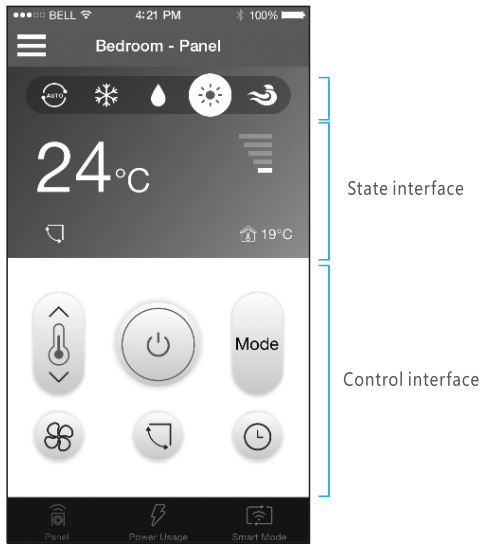 BELL 4:21 PM 100%
Bedroom - Panel
AUTO
24°C
State interface
19°C
Mode
Control interface
Panel Power Usage Smart Mode